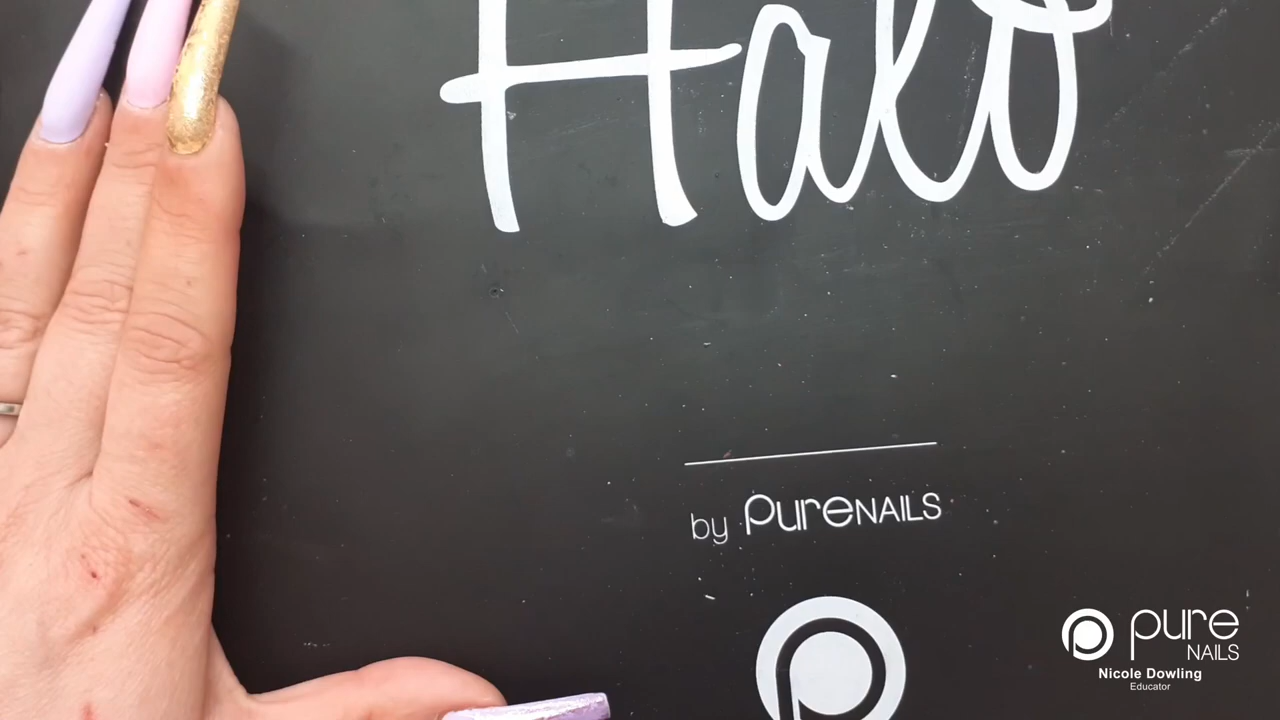 Halo
by PureNAILS
pure
NAILS
Nicole Dowling
Educator